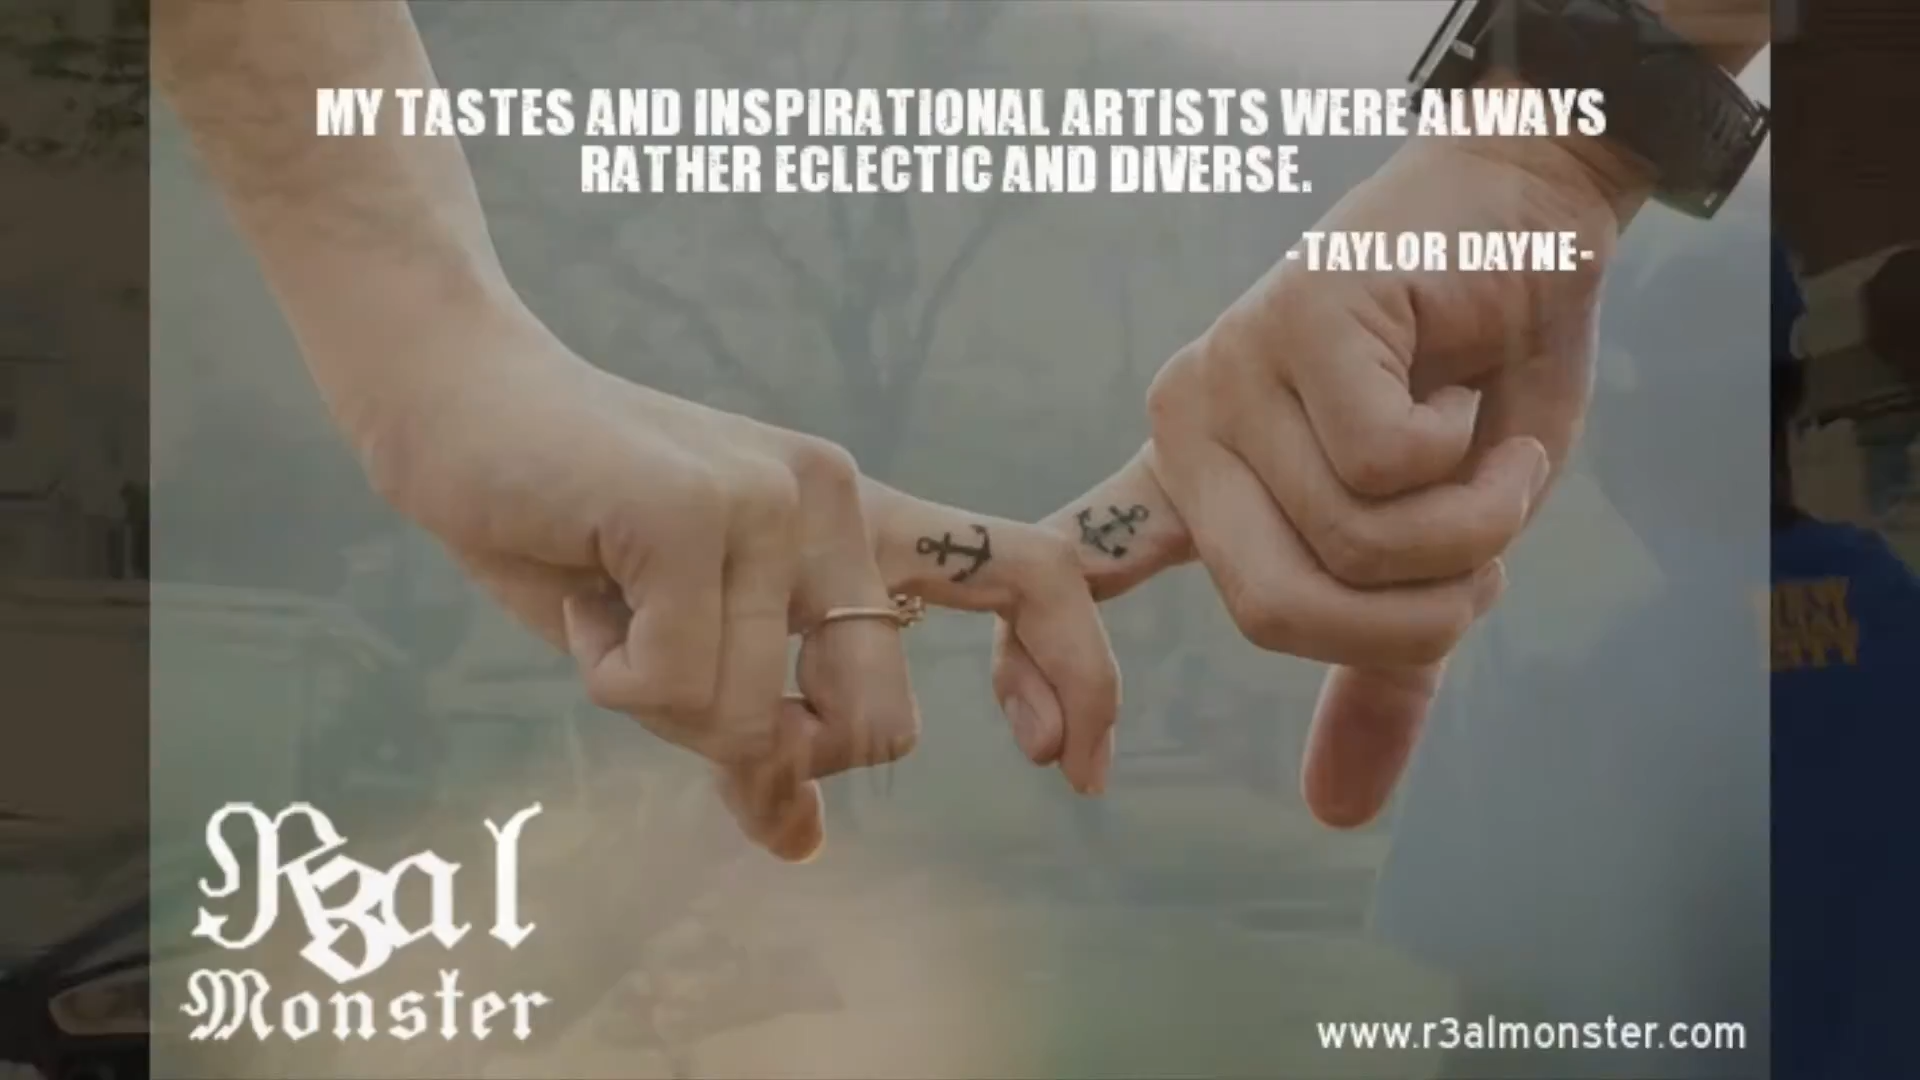 MY TASTES AND INSPIRATIONAL ARTISTS WERE ALWAYS
RATHER ECLECTIC AND DIVERSE.
-TAYLOR DAYNE-
R3al
Monster
www.r3almonster.com